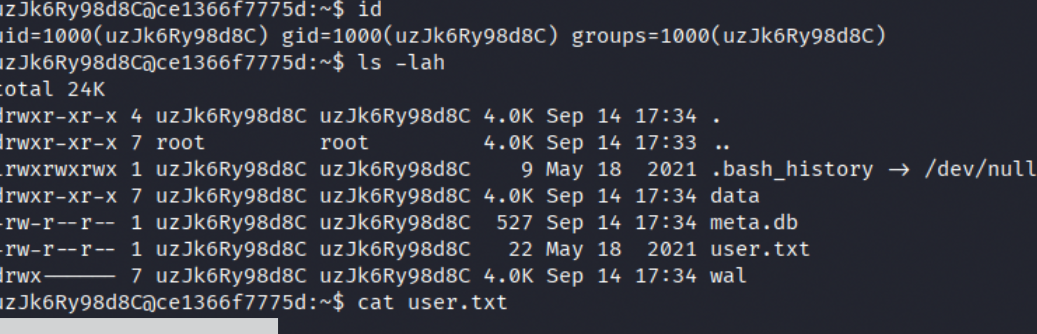 uzJk6Ry98d8C@ce1366f7775d:~$ id
uid=1000(uzJk6Ry98d8C) gid=1000(uzJk6Ry98d8C) groups=1000(uzJk6Ry98d8C)
uzJk6Ry98d8C@ce1366f7775d:~$ ls -lah
total 24K
drwxr-xr-x 4 uzJk6Ry98d8C uzJk6Ry98d8C 4.0K Sep 14 17:34 .
drwxr-xr-x 7 root         root         4.0K Sep 14 17:33 ..
lrwxrwxrwx 1 uzJk6Ry98d8C uzJk6Ry98d8C    9 May 18  2021 .bash_history -> /dev/null
drwxr-xr-x 7 uzJk6Ry98d8C uzJk6Ry98d8C 4.0K Sep 14 17:34 data
-rw-r--r-- 1 uzJk6Ry98d8C uzJk6Ry98d8C  527 Sep 14 17:34 meta.db
-rw-r--r-- 1 uzJk6Ry98d8C uzJk6Ry98d8C   22 May 18  2021 user.txt
drwx------ 7 uzJk6Ry98d8C uzJk6Ry98d8C 4.0K Sep 14 17:34 wal
uzJk6Ry98d8C@ce1366f7775d:~$ cat user.txt